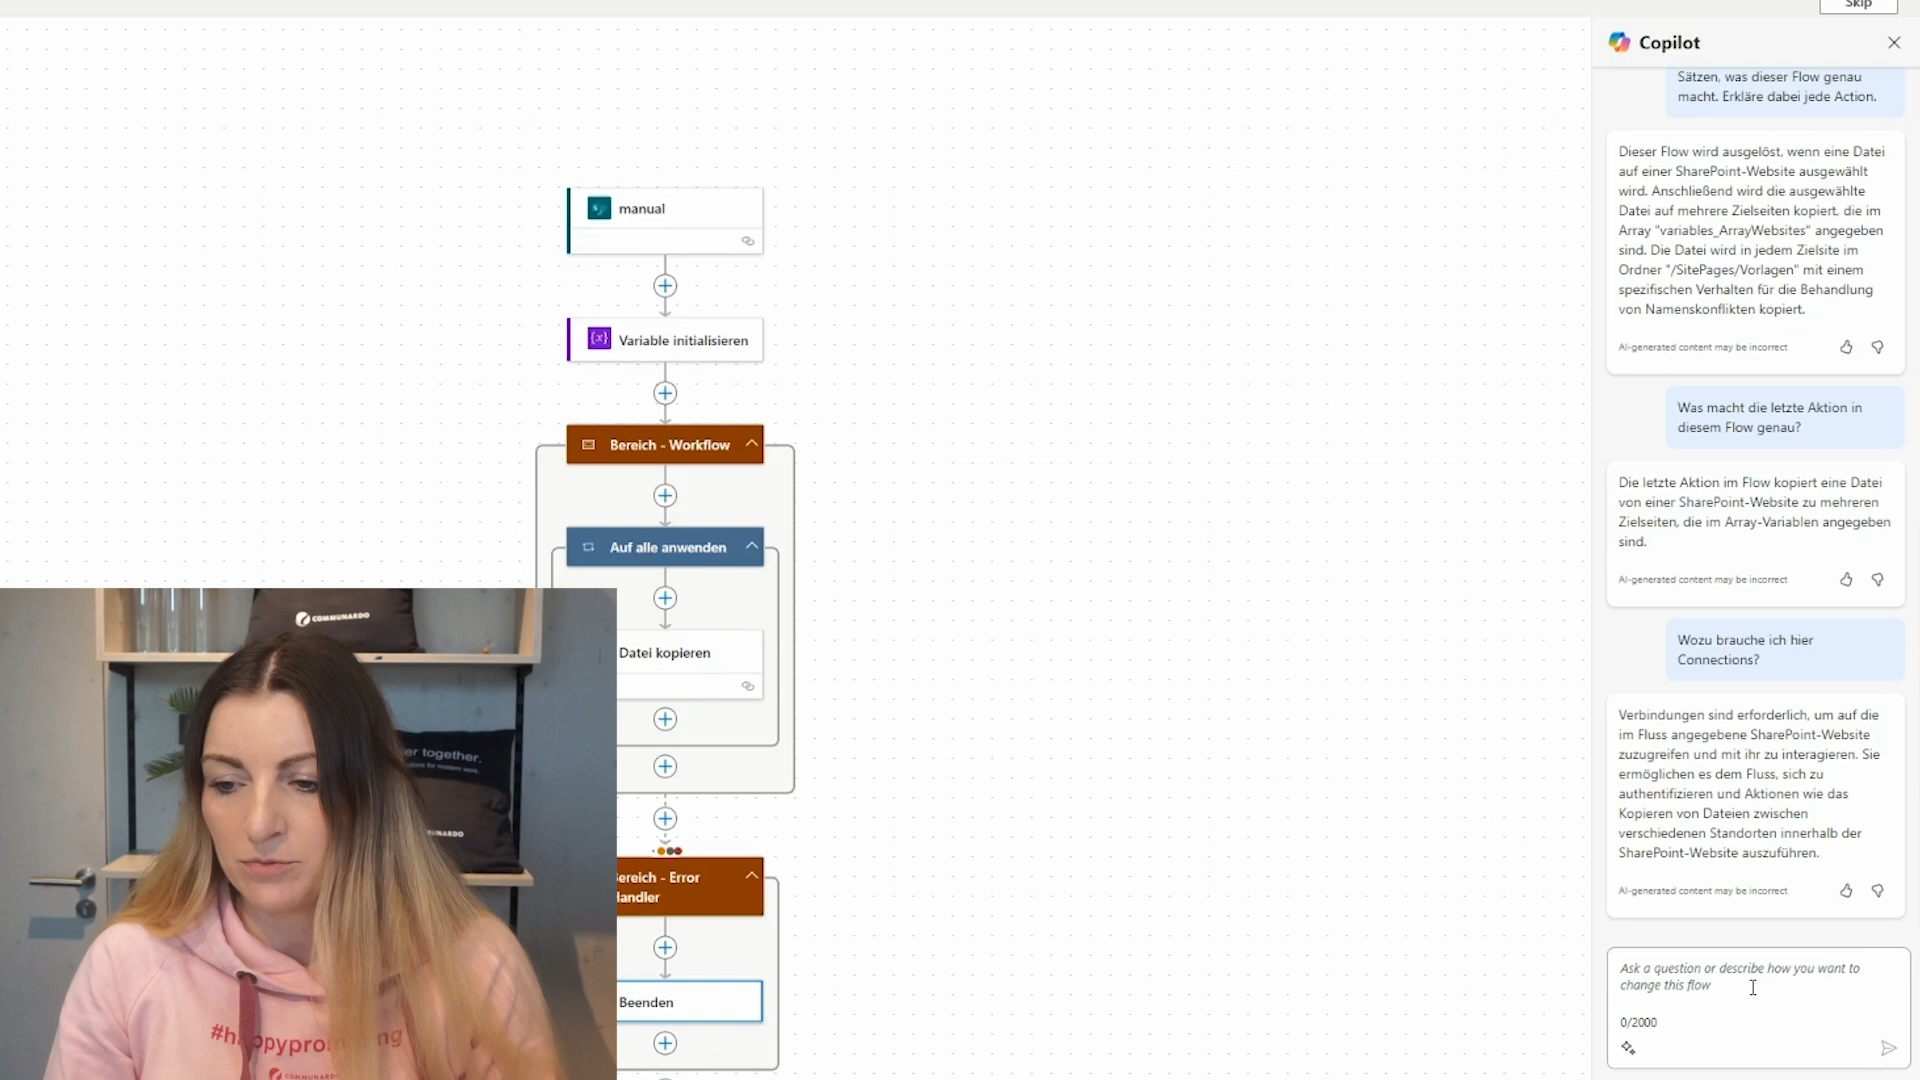 Skip
Copilot
Sätzen, was dieser Flow genau
macht. Erkläre dabei jede Action.
Dieser Flow wird ausgelöst, wenn eine Datei
auf einer SharePoint-Website ausgewählt
wird. Anschließend wird die ausgewählte
Datei auf mehrere Zielseiten kopiert, die im
Array "variables_ArrayWebsites" angegeben
sind. Die Datei wird in jedem Zielsite im
Ordner "/SitePages/Vorlagen" mit einem
spezifischen Verhalten für die Behandlung
von Namenskonflikten kopiert.
AI-generated content may be incorrect
Was macht die letzte Aktion in
diesem Flow genau?
Die letzte Aktion im Flow kopiert eine Datei
von einer SharePoint-Website zu mehreren
Zielseiten, die im Array-Variablen angegeben
sind.
AI-generated content may be incorrect
Wozu brauche ich hier
Connections?
Verbindungen sind erforderlich, um auf die
im Fluss angegebene SharePoint-Website
zuzugreifen und mit ihr zu interagieren. Sie
ermöglichen es dem Fluss, sich zu
authentifizieren und Aktionen wie das
Kopieren von Dateien zwischen
verschiedenen Standorten innerhalb der
SharePoint-Website auszuführen.
AI-generated content may be incorrect
Ask a question or describe how you want to
change this flow
0/2000
manual
Variable initialisieren
Bereich - Workflow
Auf alle anwenden
Datei kopieren
ereich - Error
andler
Beenden
COMMUNARDO
er together.
MUNARDO
COMMUNARDO